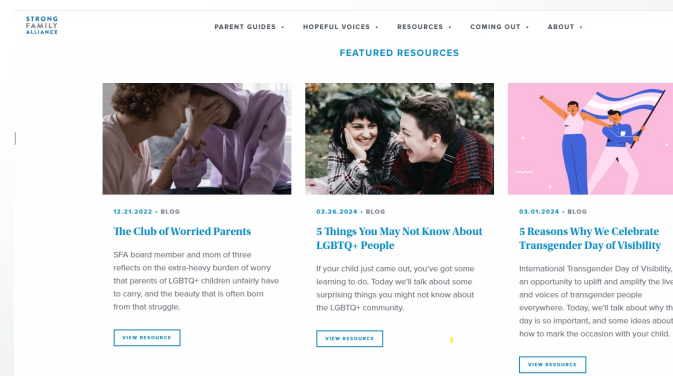 STRONG
FAMILY
ALLIANCE
PARENT GUIDES
HOPEFUL VOICES
RESOURCES
COMING OUT
ABOUT
FEATURED RESOURCES
12.21.2022 • BLOG
The Club of Worried Parents
SFA board member and mom of three
reflects on the extra-heavy burden of worry
that parents of LGBTQ+ children unfairly have
to carry, and the beauty that is often born
from that struggle.
VIEW RESOURCE
03.26.2024 • BLOG
5 Things You May Not Know About
LGBTQ+ People
If your child just came out, you've got some
learning to do. Today we'll talk about some
surprising things you might not know about
the LGBTQ+ community.
VIEW RESOURCE
03.01.2024 • BLOG
5 Reasons Why We Celebrate
Transgender Day of Visibility
International Transgender Day of Visibility,
an opportunity to uplift and amplify the live
and voices of transgender people
everywhere. Today, we'll talk about why th
day is so important, and some ideas about
how to mark the occasion with your child.
VIEW RESOURCE